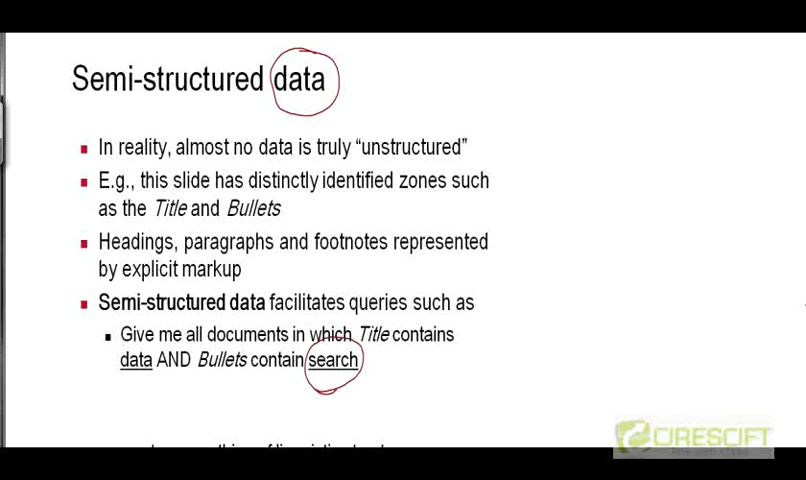 Semi-structured data
In reality, almost no data is truly “unstructured”
E.g., this slide has distinctly identified zones such
as the Title and Bullets
Headings, paragraphs and footnotes represented
by explicit markup
Semi-structured data facilitates queries such as
Give me all documents in which Title contains
data AND Bullets contain search